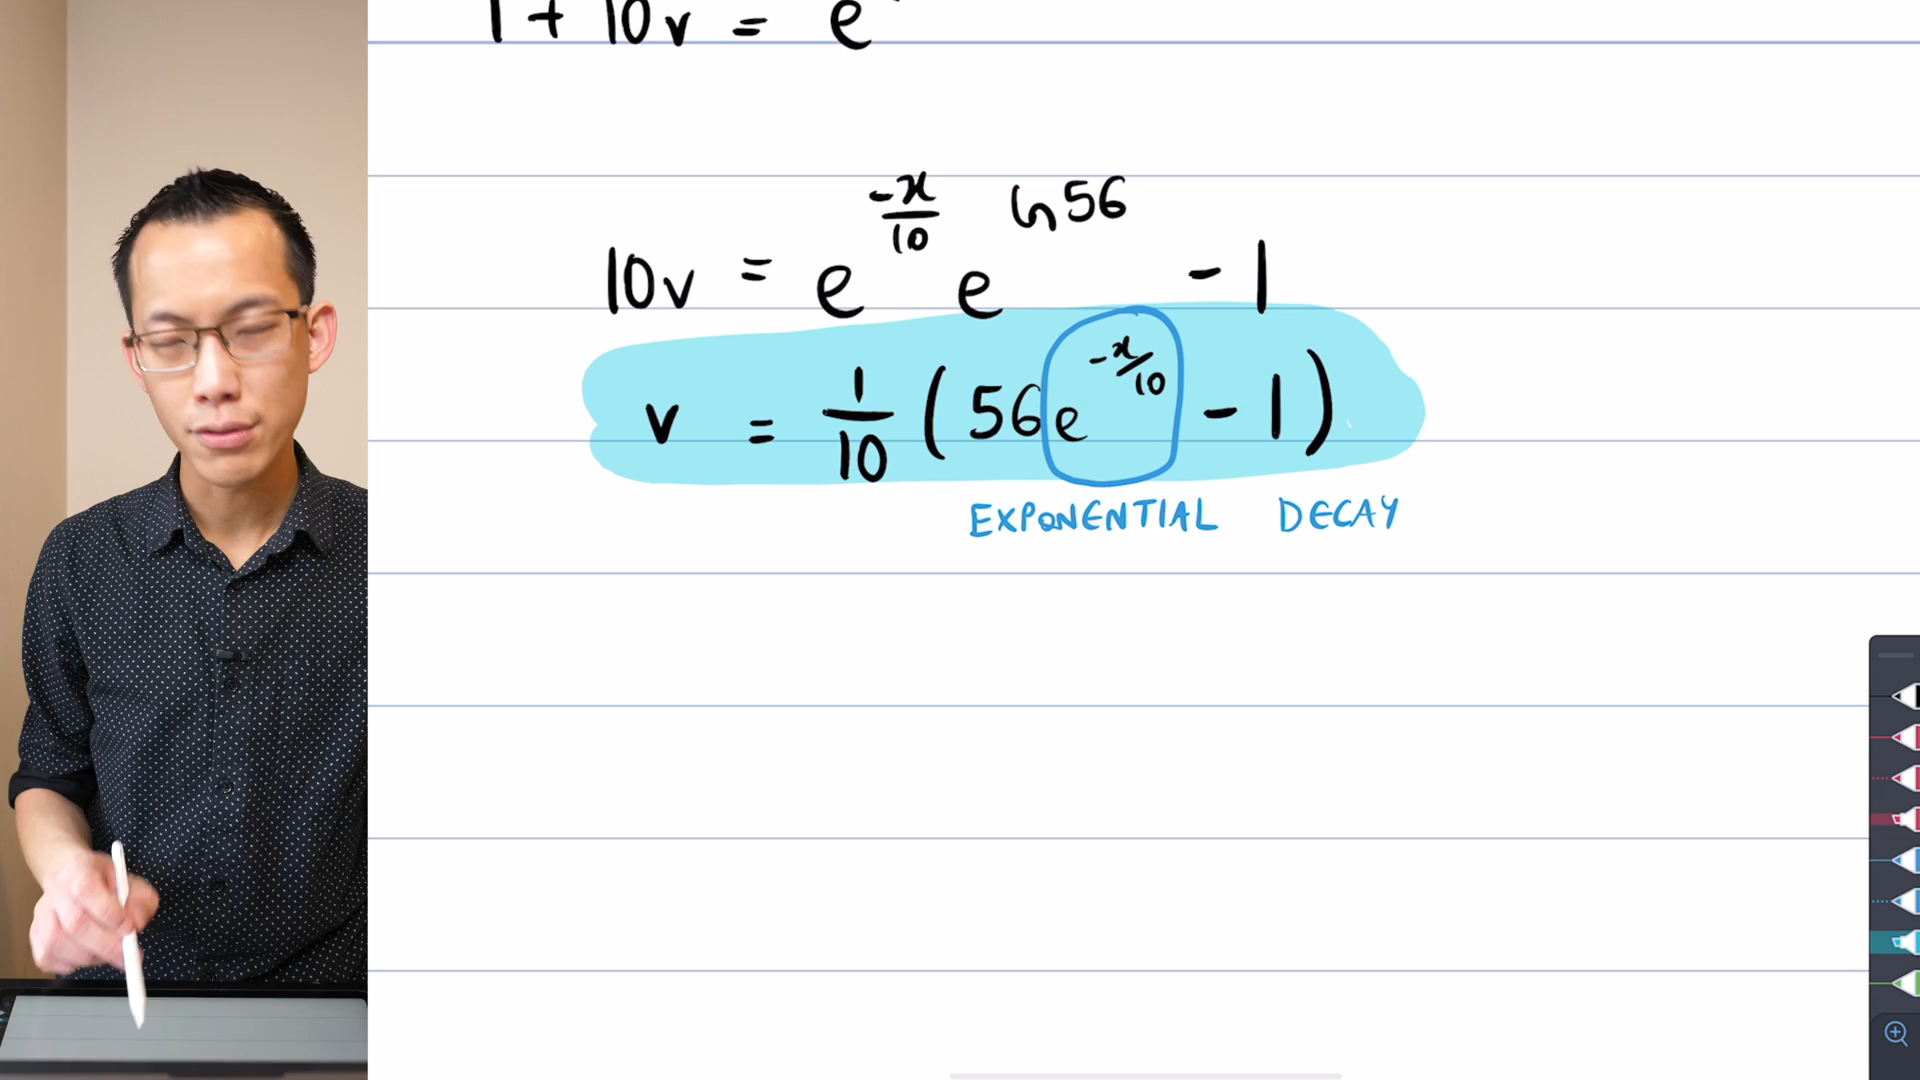 1 + 10v = e
10v = e^(-x/10) e^(ln56) - 1
v = 1/10 (56e^(-x/10) - 1)
EXPONENTIAL DECAY